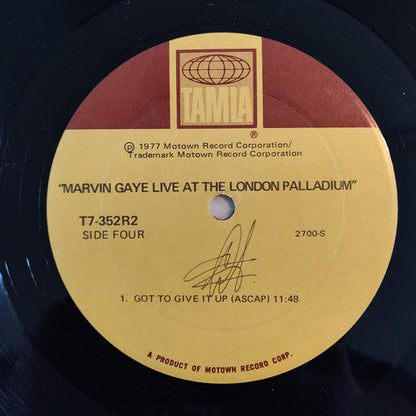 TAMLA
®
℗ 1977 Motown Record Corporation/
Trademark Motown Record Corporation
"MARVIN GAYE LIVE AT THE LONDON PALLADIUM"
T7-352R2
SIDE FOUR
2700-S
1. GOT TO GIVE IT UP (ASCAP) 11:48
A PRODUCT OF MOTOWN RECORD CORP.